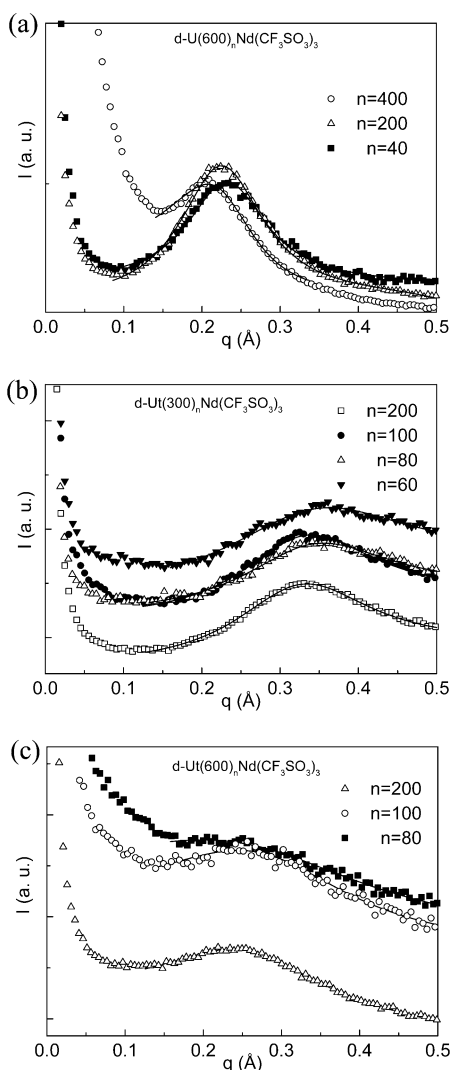 (a)
d-U(600)ₙNd(CF₃SO₃)₃
n=400
n=200
n=40
I (a. u.)
0.0 0.1 0.2 0.3 0.4 0.5
q (Å)
(b)
d-Ut(300)ₙNd(CF₃SO₃)₃
n=200
n=100
n=80
n=60
I (a. u.)
0.0 0.1 0.2 0.3 0.4 0.5
q (Å)
(c)
d-Ut(600)ₙNd(CF₃SO₃)₃
n=200
n=100
n=80
I (a. u.)
0.0 0.1 0.2 0.3 0.4 0.5
q (Å)